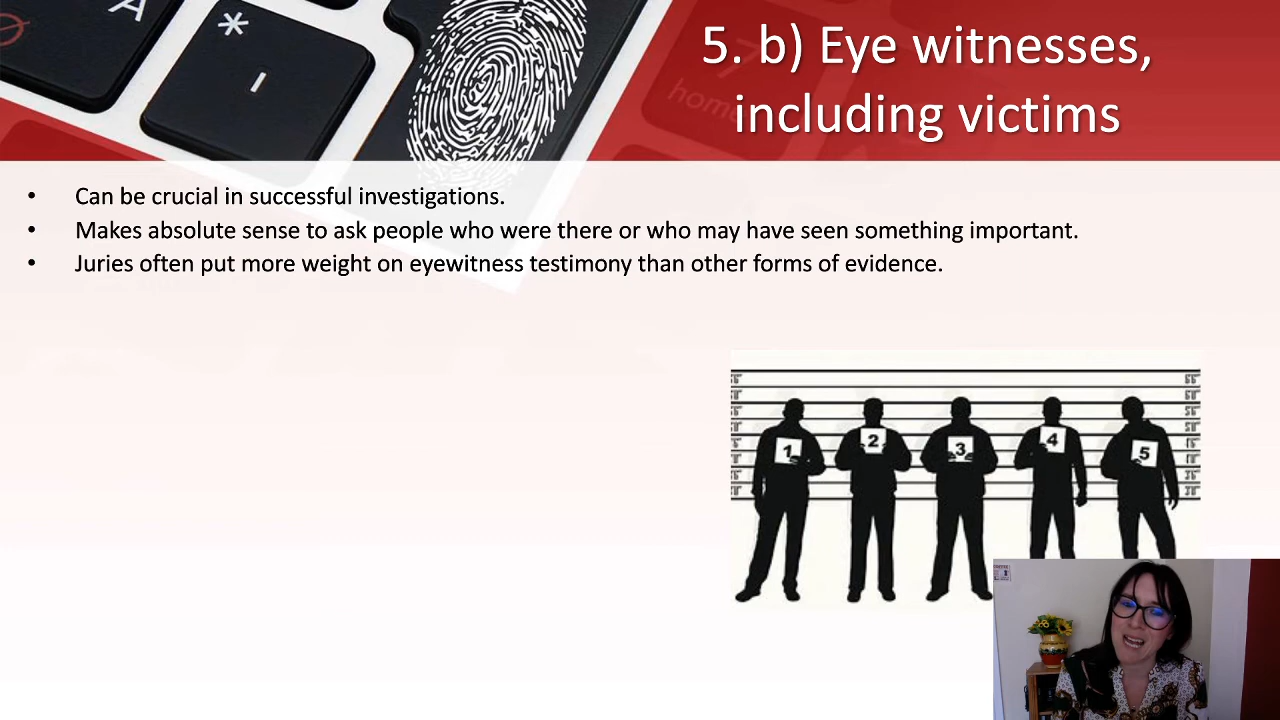 A
*
7
home
5. b) Eye witnesses,
including victims
• Can be crucial in successful investigations.
• Makes absolute sense to ask people who were there or who may have seen something important.
• Juries often put more weight on eyewitness testimony than other forms of evidence.
1 2 3 4 5